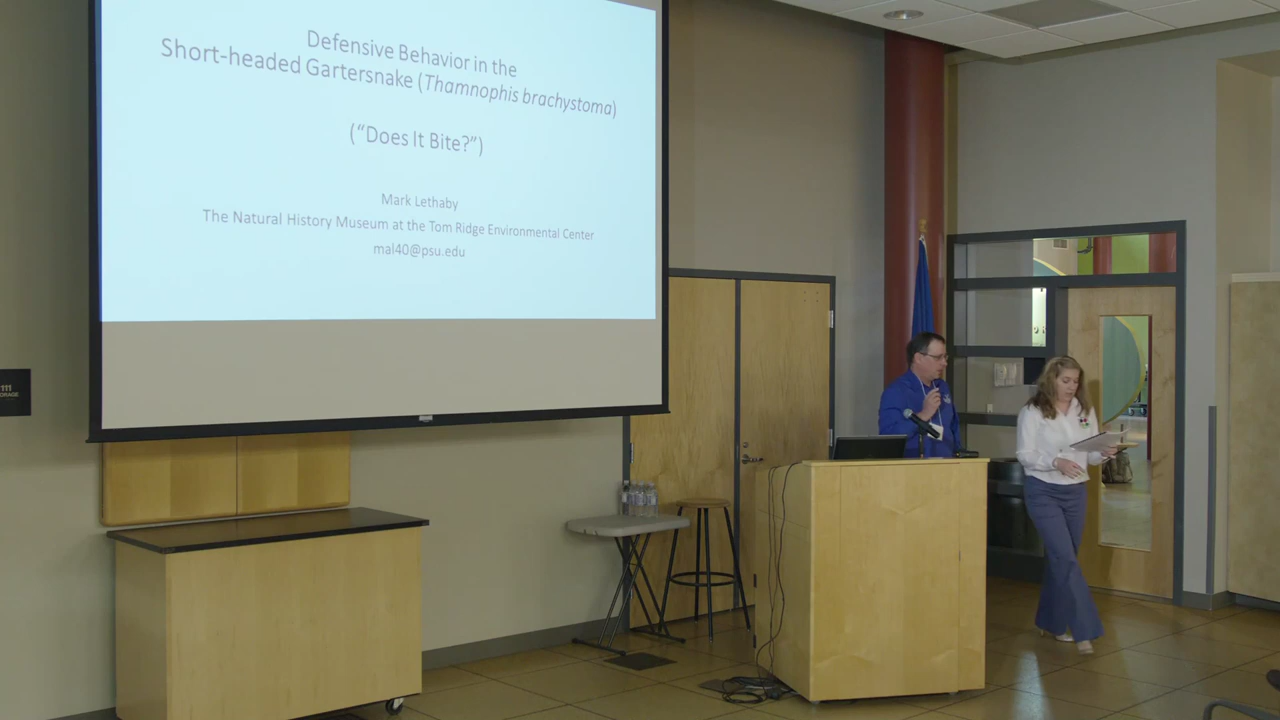 Defensive Behavior in the
Short-headed Gartersnake (Thamnophis brachystoma)
("Does It Bite?")
Mark Lethaby
The Natural History Museum at the Tom Ridge Environmental Center
mal40@psu.edu
111